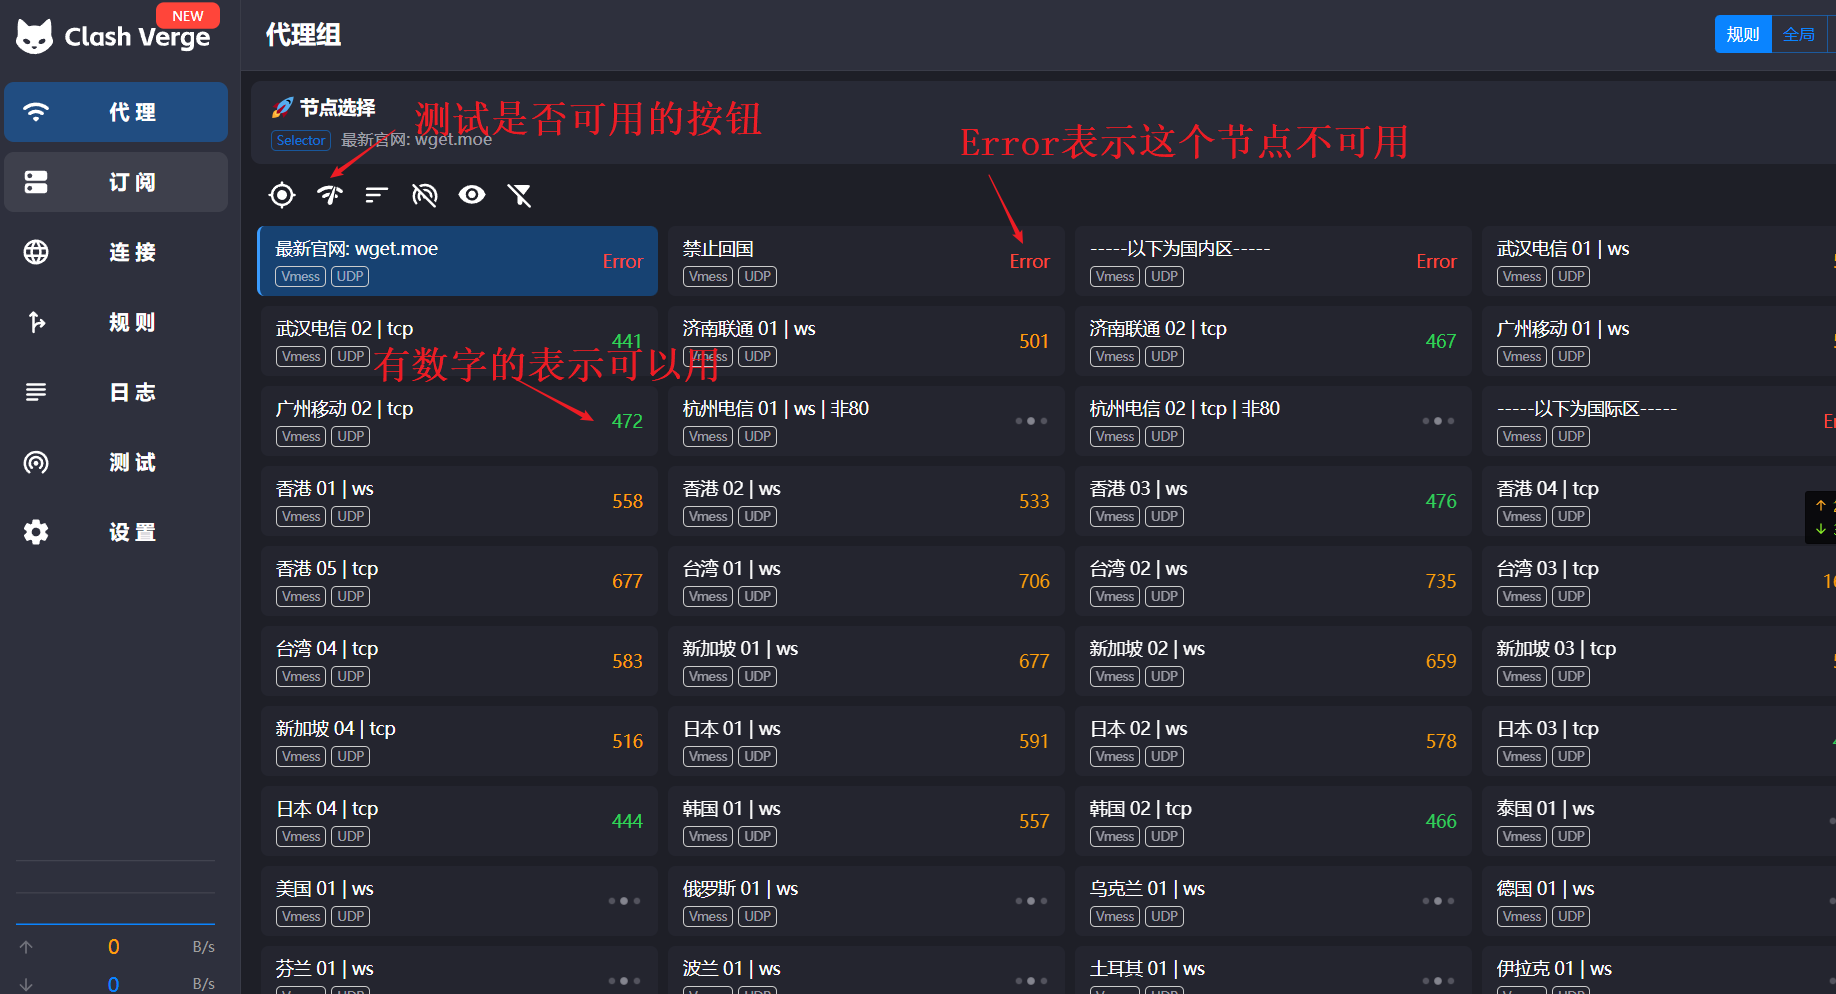 NEW
Clash Verge
代理组
规则
全局
代 理
订 阅
连 接
规 则
日 志
测 试
设 置
节点选择
Selector
最新官网: wget.moe
测试是否可用的按钮
Error表示这个节点不可用
最新官网: wget.moe
Error
Vmess UDP
禁止回国
Error
Vmess UDP
-----以下为国内区-----
Error
Vmess UDP
武汉电信 01 | ws
Vmess UDP
武汉电信 02 | tcp
441
Vmess UDP
济南联通 01 | ws
501
Vmess UDP
济南联通 02 | tcp
467
Vmess UDP
广州移动 01 | ws
Vmess UDP
有数字的表示可以用
广州移动 02 | tcp
472
Vmess UDP
杭州电信 01 | ws | 非80
Vmess UDP
杭州电信 02 | tcp | 非80
Vmess UDP
-----以下为国际区-----
Vmess UDP
香港 01 | ws
558
Vmess UDP
香港 02 | ws
533
Vmess UDP
香港 03 | ws
476
Vmess UDP
香港 04 | tcp
Vmess UDP
香港 05 | tcp
677
Vmess UDP
台湾 01 | ws
706
Vmess UDP
台湾 02 | ws
735
Vmess UDP
台湾 03 | tcp
Vmess UDP
台湾 04 | tcp
583
Vmess UDP
新加坡 01 | ws
677
Vmess UDP
新加坡 02 | ws
659
Vmess UDP
新加坡 03 | tcp
Vmess UDP
新加坡 04 | tcp
516
Vmess UDP
日本 01 | ws
591
Vmess UDP
日本 02 | ws
578
Vmess UDP
日本 03 | tcp
Vmess UDP
日本 04 | tcp
444
Vmess UDP
韩国 01 | ws
557
Vmess UDP
韩国 02 | tcp
466
Vmess UDP
泰国 01 | ws
Vmess UDP
美国 01 | ws
Vmess UDP
俄罗斯 01 | ws
Vmess UDP
乌克兰 01 | ws
Vmess UDP
德国 01 | ws
Vmess UDP
芬兰 01 | ws
波兰 01 | ws
土耳其 01 | ws
伊拉克 01 | ws
0 B/s
0 B/s